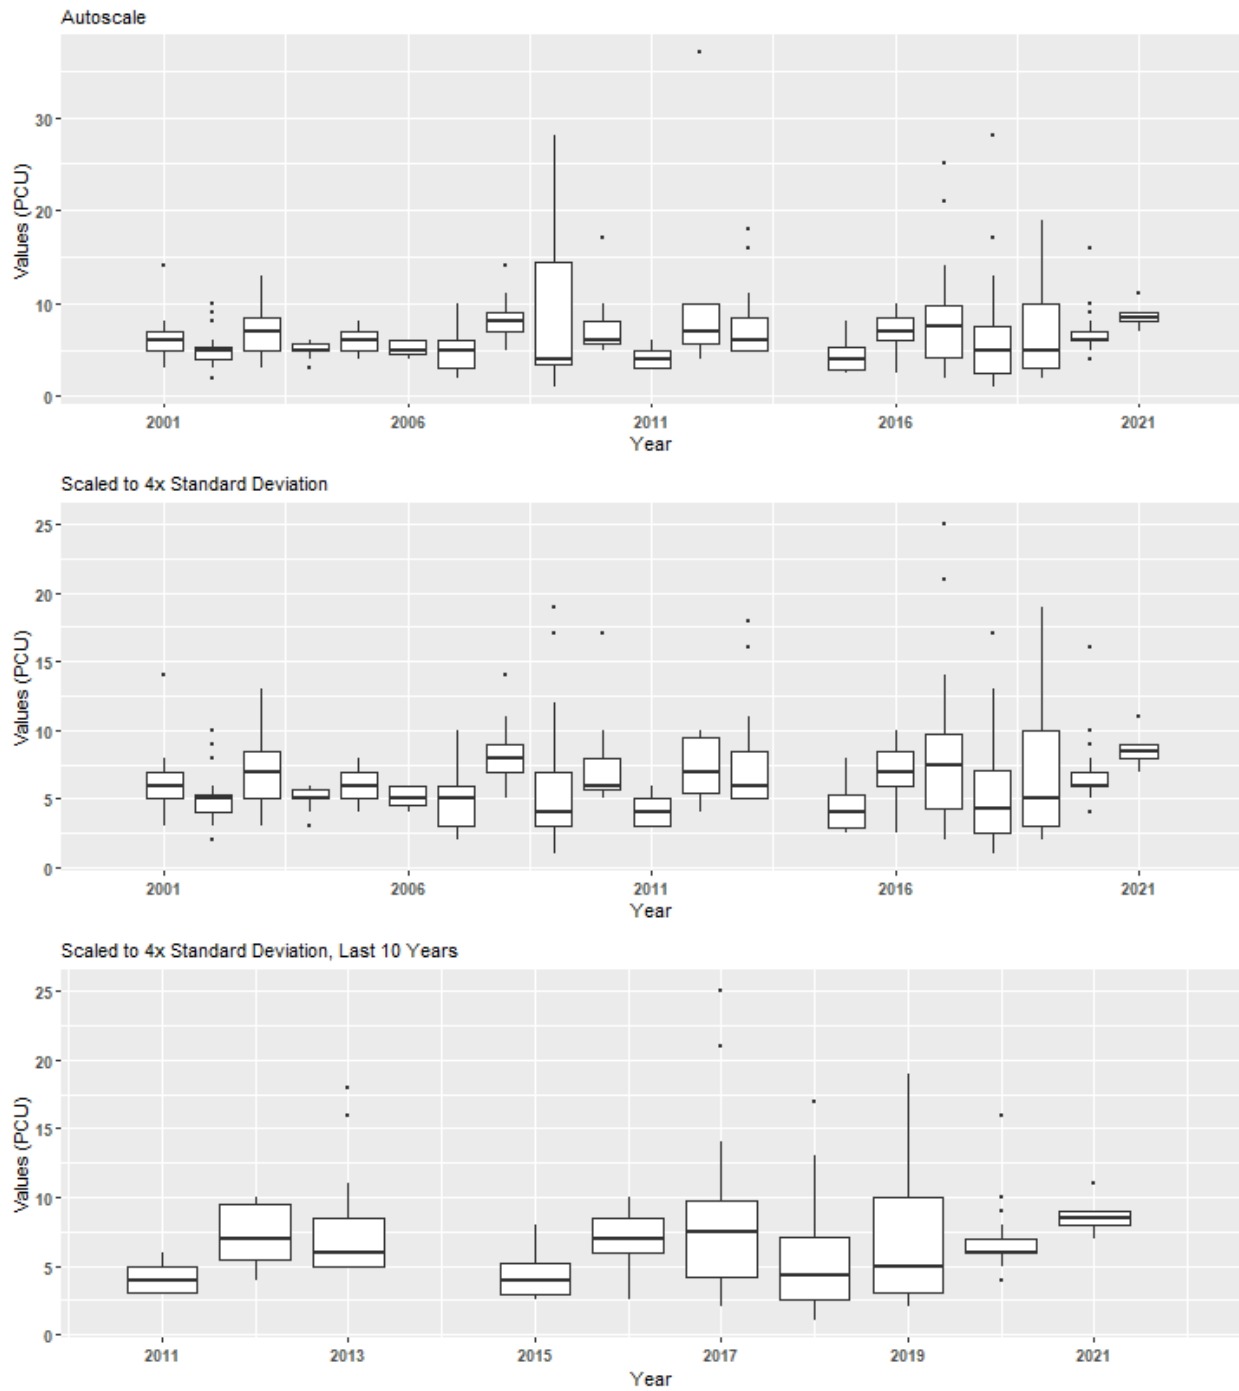 Autoscale
Values (PCU)
30
20
10
0
2001 2006 2011 2016 2021
Year
Scaled to 4x Standard Deviation
Values (PCU)
25
20
15
10
5
0
2001 2006 2011 2016 2021
Year
Scaled to 4x Standard Deviation, Last 10 Years
Values (PCU)
25
20
15
10
5
0
2011 2013 2015 2017 2019 2021
Year